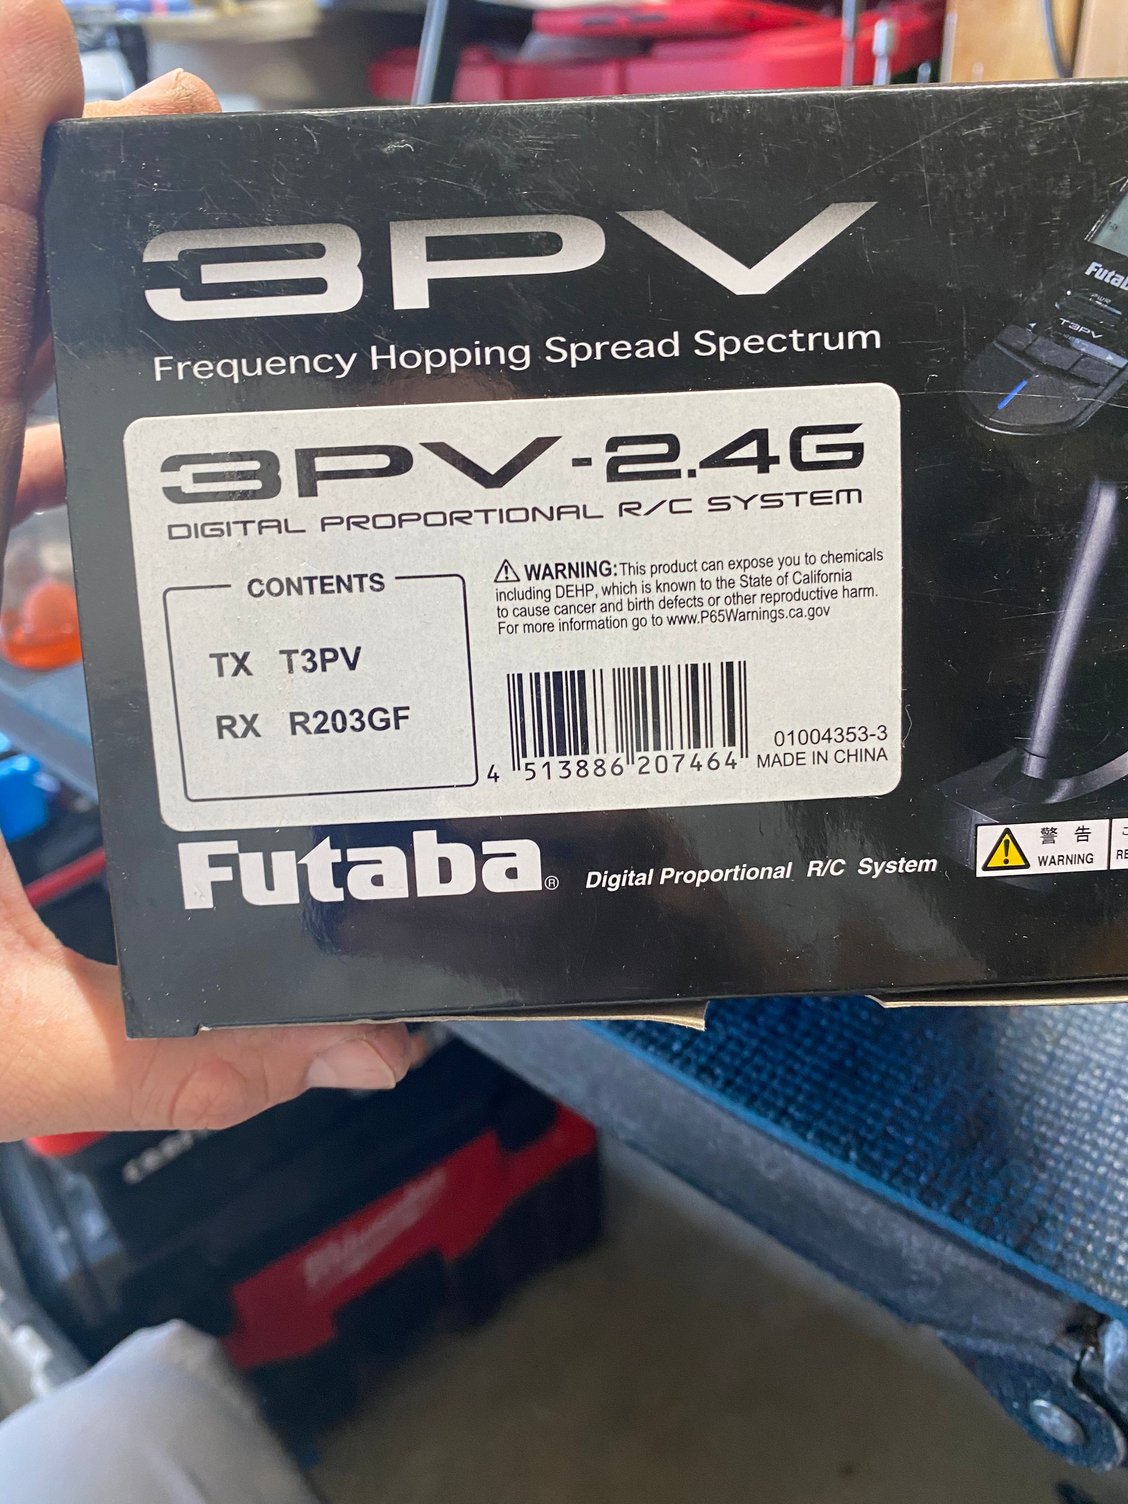 3PV
Frequency Hopping Spread Spectrum
3PV-2.4G
DIGITAL PROPORTIONAL R/C SYSTEM
CONTENTS
TX T3PV
RX R203GF
⚠ WARNING: This product can expose you to chemicals
including DEHP, which is known to the State of California
to cause cancer and birth defects or other reproductive harm.
For more information go to www.P65Warnings.ca.gov
4 513886 207464
01004353-3
MADE IN CHINA
Futaba® Digital Proportional R/C System
T3PV
警告
WARNING